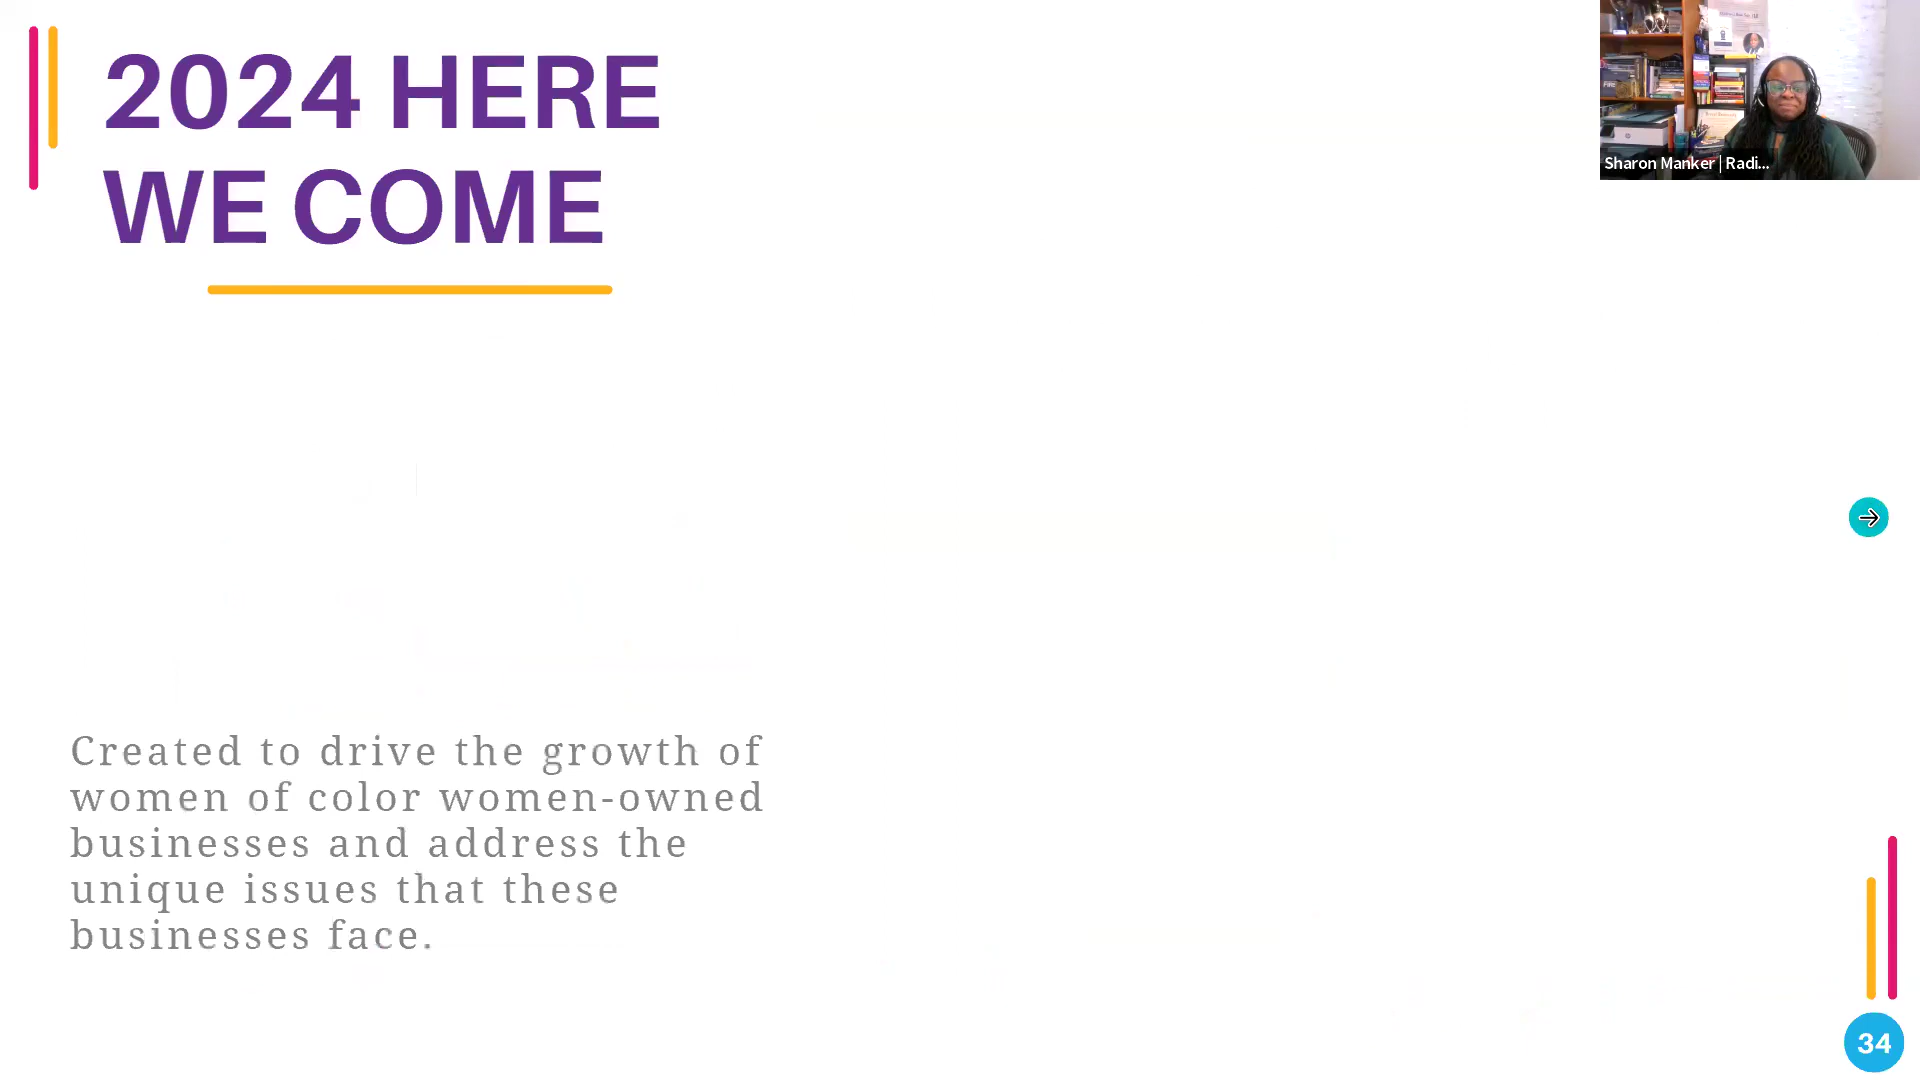 2024 HERE
WE COME
Sharon Manker | Radi...
Created to drive the growth of
women of color women-owned
businesses and address the
unique issues that these
businesses face.
34